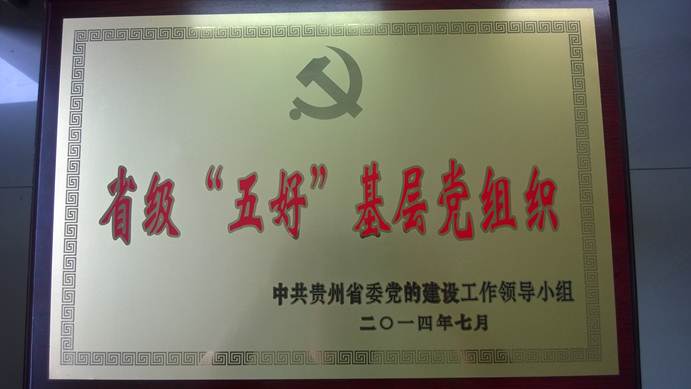 省级“五好”基层党组织
中共贵州省委党的建设工作领导小组
二〇一四年七月